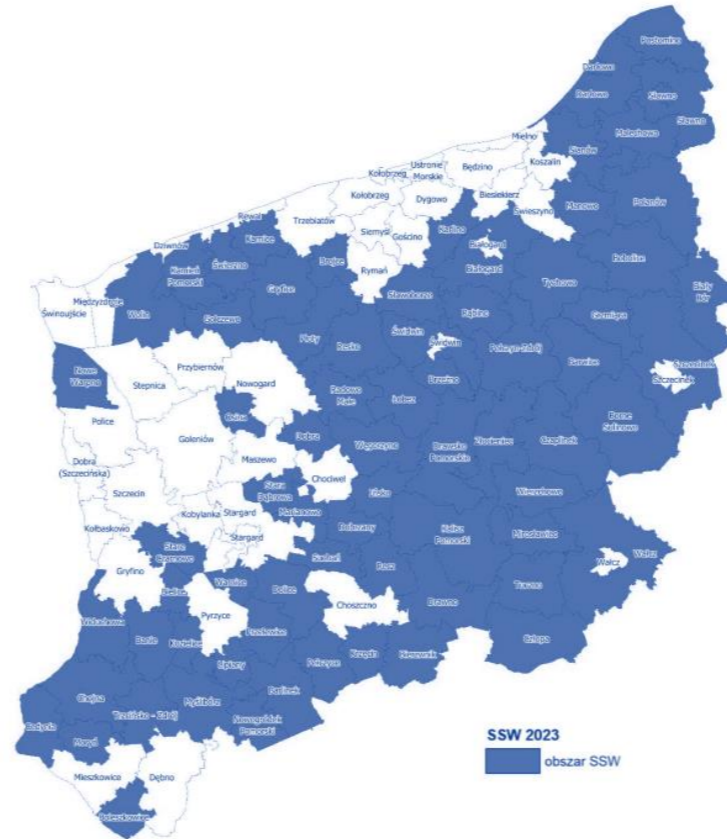 Postomino
Darłowo
Darłowo
Sławno
Sławno
Malechowo
Mielno
Sianów
Ustronie
Morskie
Będzino
Koszalin
Kołobrzeg
Kołobrzeg
Dygowo
Biesiekierz
Świeszyno
Manowo
Polanów
Rewal
Trzebiatów
Siemyśl
Gościno
Karlino
Białogard
Białogard
Bobolice
Dziwnów
Karnice
Brojce
Rymań
Biały
Bór
Kamień
Pomorski
Świerzno
Gryfice
Sławoborze
Tychowo
Świnoujście
Międzyzdroje
Wolin
Golczewo
Rąbino
Grzmiąca
Płoty
Resko
Świdwin
Świdwin
Połczyn-Zdrój
Barwice
Szczecinek
Szczecinek
Nowe
Warpno
Stepnica
Przybiernów
Nowogard
Radowo
Małe
Łobez
Brzeżno
Borne
Sulinowo
Police
Osina
Goleniów
Dobra
Węgorzyno
Drawsko
Pomorskie
Złocieniec
Czaplinek
Dobra
(Szczecińska)
Maszewo
Chociwel
Szczecin
Stara
Dąbrowa
Ińsko
Wierzchowo
Kołbaskowo
Kobylanka
Stargard
Stargard
Marianowo
Dobrzany
Kalisz
Pomorski
Mirosławiec
Stare
Czarnowo
Suchań
Wałcz
Wałcz
Gryfino
Bielice
Warnice
Dolice
Recz
Tuczno
Pyrzyce
Choszczno
Drawno
Widuchowa
Banie
Kozielice
Przelewice
Człopa
Lipiany
Pełczyce
Krzęcin
Bierzwnik
Chojna
Trzcińsko - Zdrój
Myślibórz
Barlinek
Cedynia
Moryń
Nowogródek
Pomorski
SSW 2023
obszar SSW
Mieszkowice
Dębno
Boleszkowice